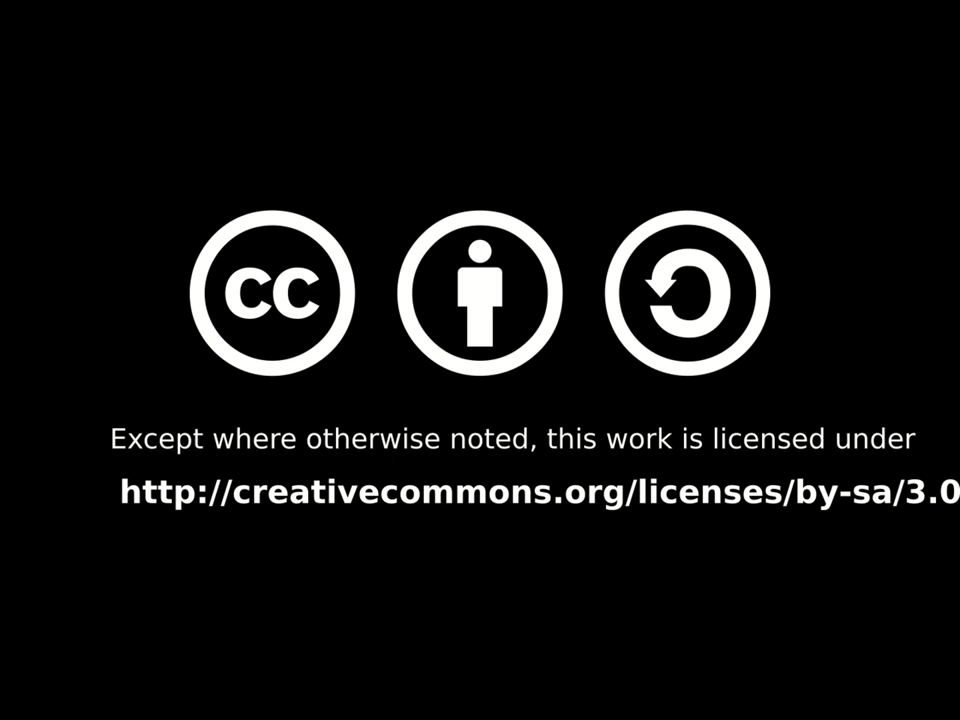 cc
Except where otherwise noted, this work is licensed under
http://creativecommons.org/licenses/by-sa/3.0